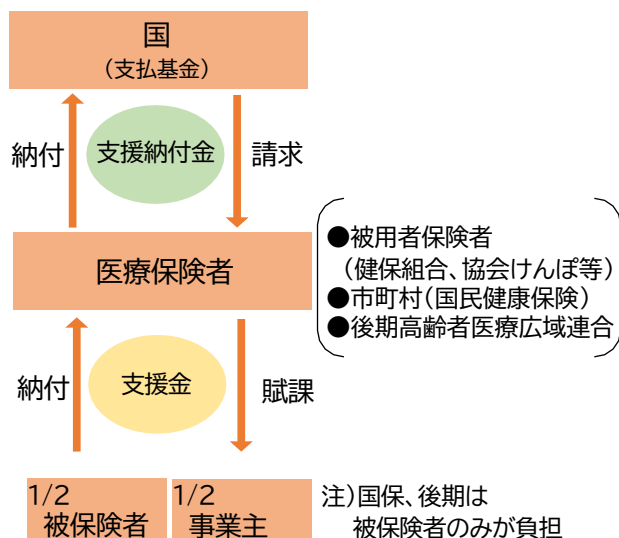 国
（支払基金）
納付
支援納付金
請求
医療保険者
●被用者保険者
（健保組合、協会けんぽ等）
●市町村（国民健康保険）
●後期高齢者医療広域連合
納付
支援金
賦課
1/2
被保険者
1/2
事業主
注）国保、後期は
被保険者のみが負担